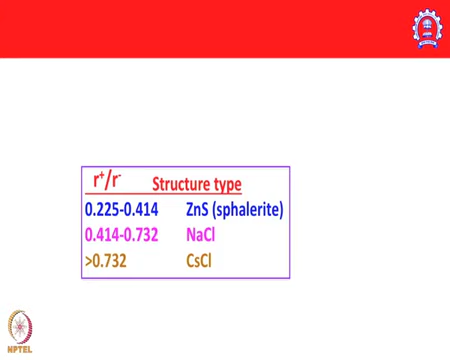 r⁺/r⁻ Structure type
0.225-0.414 ZnS (sphalerite)
0.414-0.732 NaCl
>0.732 CsCl
NPTEL